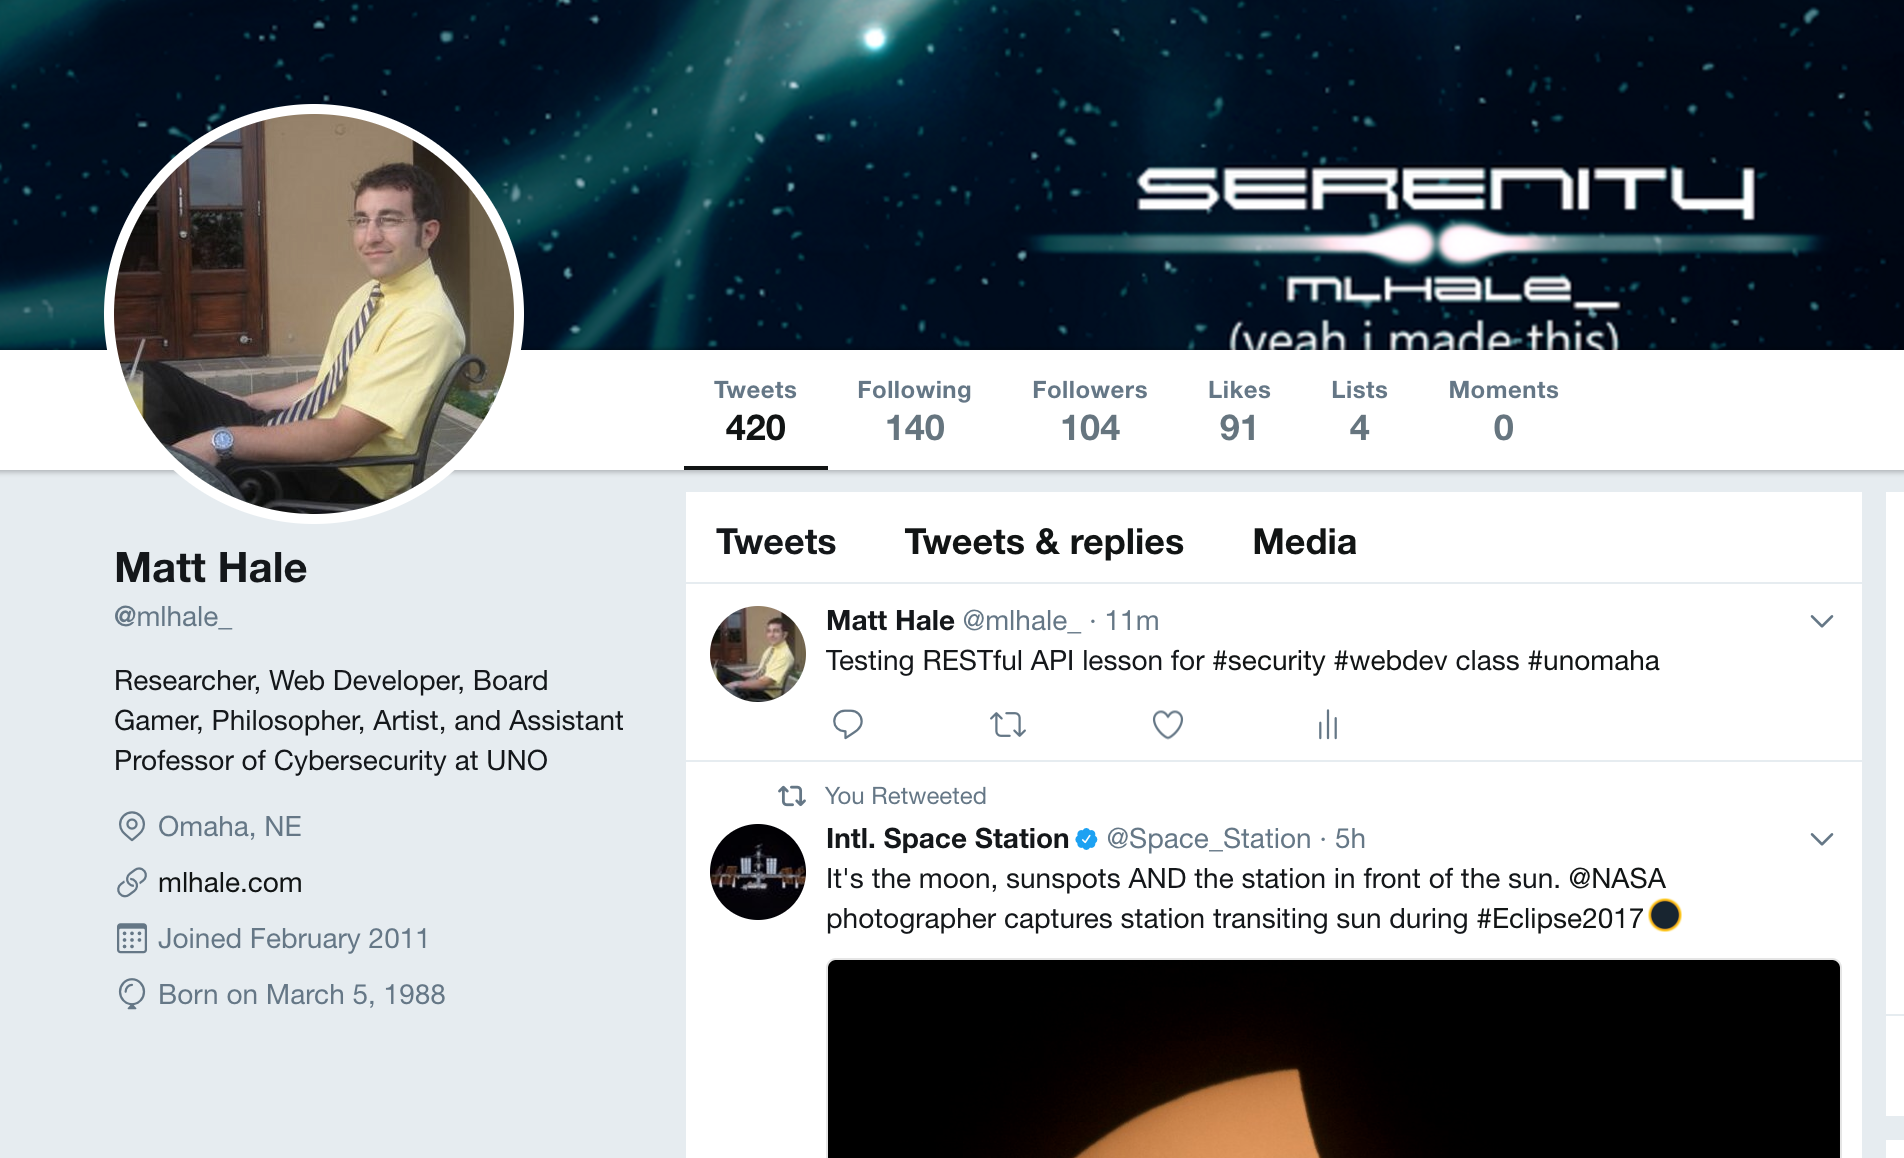 SERENITY
mLHaLe_
(yeah i made this)
Tweets
420
Following
140
Followers
104
Likes
91
Lists
4
Moments
0
Matt Hale
@mlhale_
Researcher, Web Developer, Board
Gamer, Philosopher, Artist, and Assistant
Professor of Cybersecurity at UNO
Omaha, NE
mlhale.com
Joined February 2011
Born on March 5, 1988
Tweets Tweets & replies Media
Matt Hale @mlhale_ · 11m
Testing RESTful API lesson for #security #webdev class #unomaha
You Retweeted
Intl. Space Station @Space_Station · 5h
It's the moon, sunspots AND the station in front of the sun. @NASA
photographer captures station transiting sun during #Eclipse2017